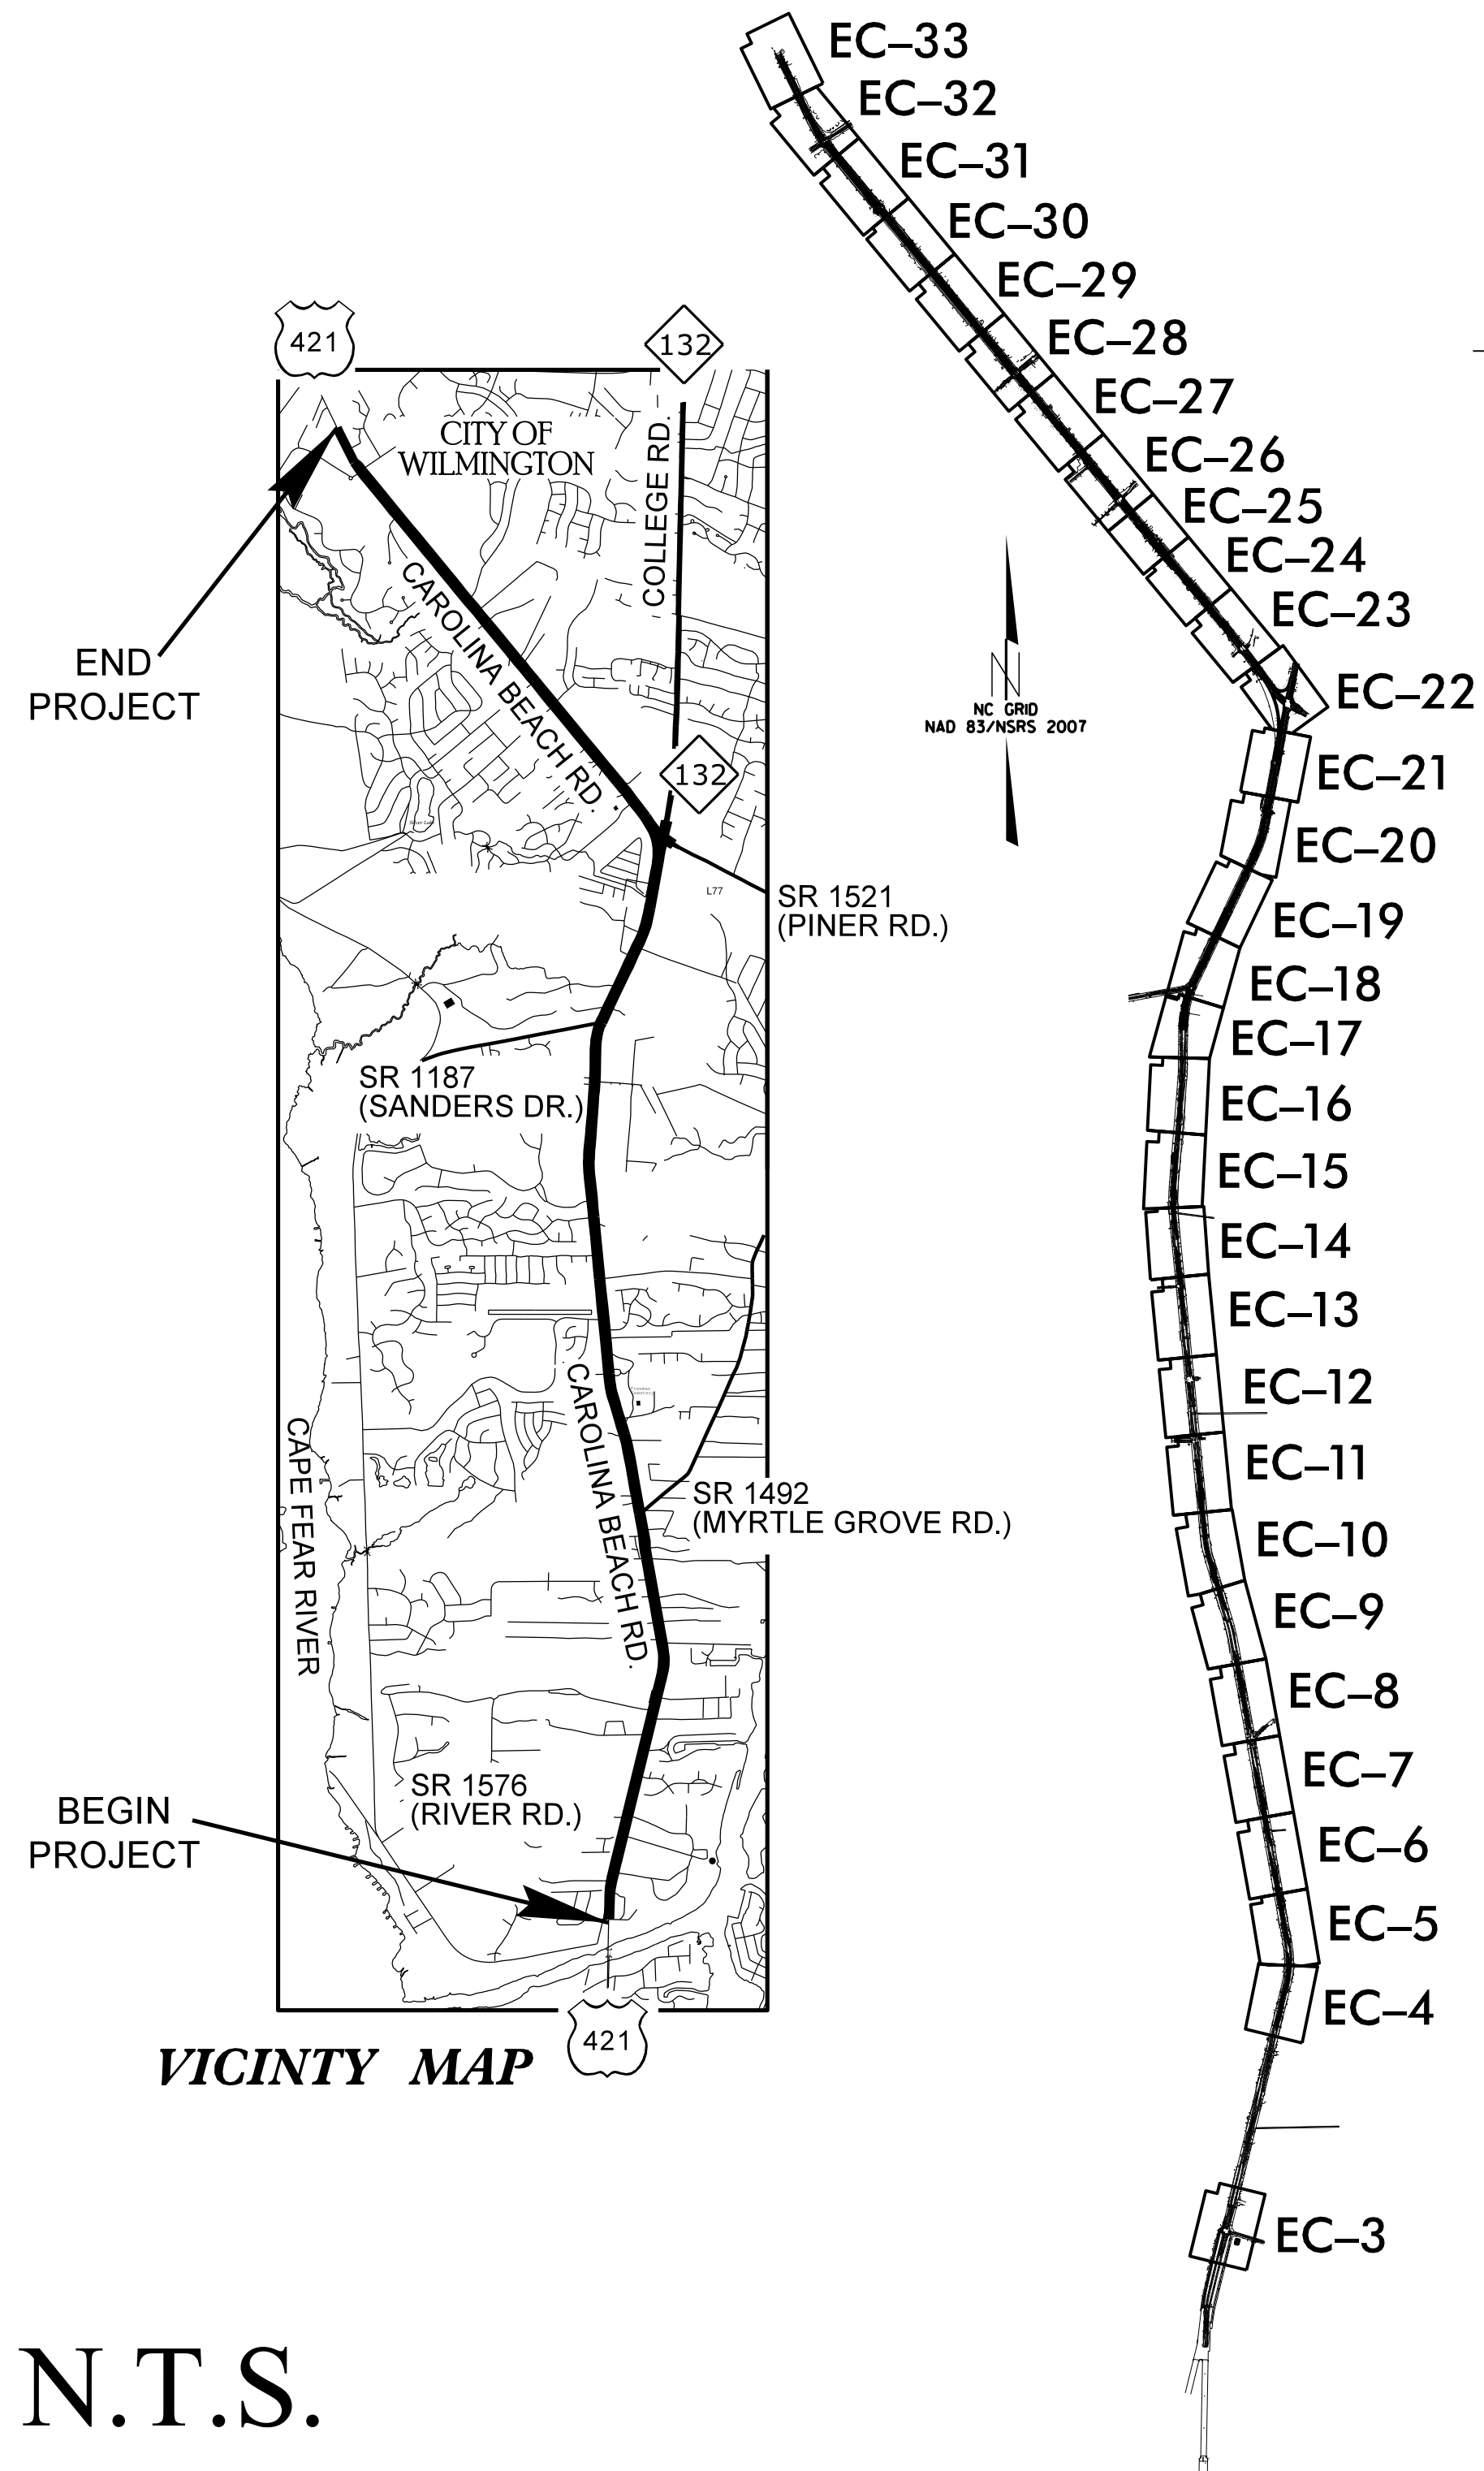 EC–33
EC–32
EC–31
EC–30
EC–29
EC–28
EC–27
EC–26
EC–25
EC–24
EC–23
EC–22
EC–21
EC–20
EC–19
EC–18
EC–17
EC–16
EC–15
EC–14
EC–13
EC–12
EC–11
EC–10
EC–9
EC–8
EC–7
EC–6
EC–5
EC–4
EC–3
421
132
CITY OF
WILMINGTON
COLLEGE RD.
CAROLINA BEACH RD.
END
PROJECT
132
N
NC GRID
NAD 83/NSRS 2007
L77
SR 1521
(PINER RD.)
SR 1187
(SANDERS DR.)
CAROLINA BEACH RD.
CAPE FEAR RIVER
SR 1492
(MYRTLE GROVE RD.)
SR 1576
(RIVER RD.)
BEGIN
PROJECT
421
VICINTY MAP
N.T.S.